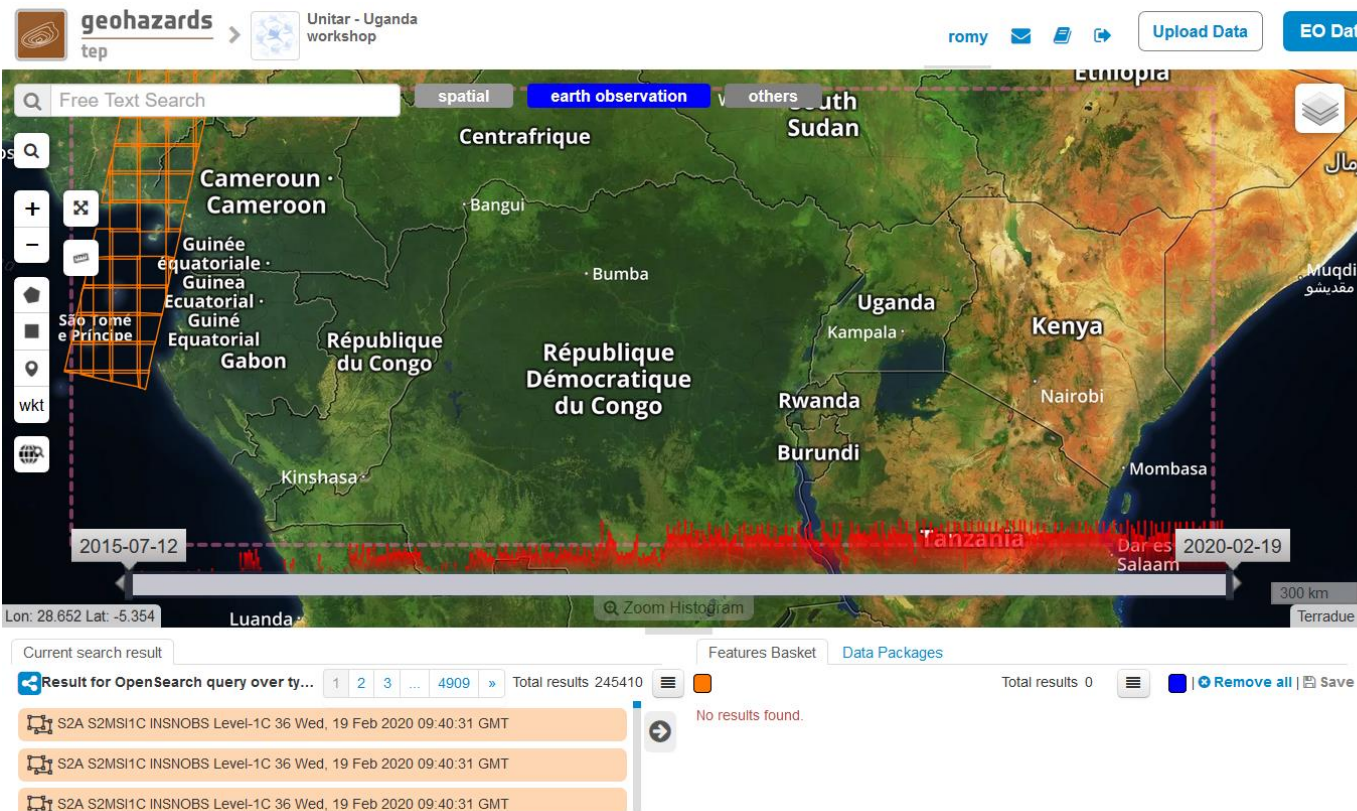 geohazards
tep
Unitar - Uganda
workshop
romy
Upload Data
EO Dat
Free Text Search
spatial
earth observation
others
Ethiopia
South
Sudan
Centrafrique
Cameroun ·
Cameroon
Bangui
Guinée
équatoriale ·
Guinea
Ecuatorial ·
Guiné
Equatorial
Gabon
São Tomé
e Príncipe
Bumba
République
du Congo
République
Démocratique
du Congo
Uganda
Kampala
Kenya
Nairobi
Rwanda
Burundi
Muqdi
مقديشو
wkt
Kinshasa
Mombasa
Tanzania
Dar es
Salaam
2015-07-12
2020-02-19
Zoom Histogram
300 km
Lon: 28.652 Lat: -5.354
Luanda
Terradue
Current search result
Features Basket
Data Packages
Result for OpenSearch query over ty...
1 2 3 ... 4909 »
Total results 245410
Total results 0
| Remove all | Save
No results found.
S2A S2MSI1C INSNOBS Level-1C 36 Wed, 19 Feb 2020 09:40:31 GMT
S2A S2MSI1C INSNOBS Level-1C 36 Wed, 19 Feb 2020 09:40:31 GMT
S2A S2MSI1C INSNOBS Level-1C 36 Wed, 19 Feb 2020 09:40:31 GMT